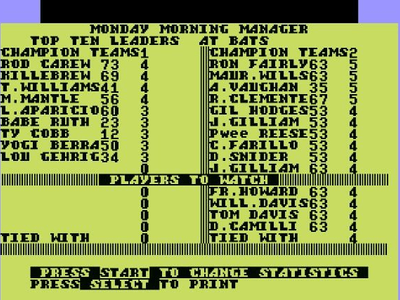 MONDAY MORNING MANAGER
TOP TEN LEADERS AT BATS
CHAMPION TEAMS1 CHAMPION TEAMS2
ROD CAREW 73 4 RON FAIRLY63 5
KILLEBREW 69 4 MAUR.WILLS63 5
T.WILLIAMS41 4 A.VAUGHAN 35 5
M.MANTLE 56 4 R.CLEMENTE67 5
L.APARICIO60 3 GIL HODGES53 4
BABE RUTH 23 3 J.GILLIAM 53 4
TY COBB 12 3 Pwee REESE53 4
YOGI BERRA50 3 C.FARILLO 53 4
LOU GEHRIG34 3 D.SNIDER 53 4
0 J.GILLIAM 63 4
PLAYERS TO WATCH
0 FR.HOWARD 63 4
0 WILL.DAVIS63 4
0 TOM DAVIS 63 4
0 D.CAMILLI 63 4
TIED WITH 0 TIED WITH 4
PRESS START TO CHANGE STATISTICS
PRESS SELECT TO PRINT